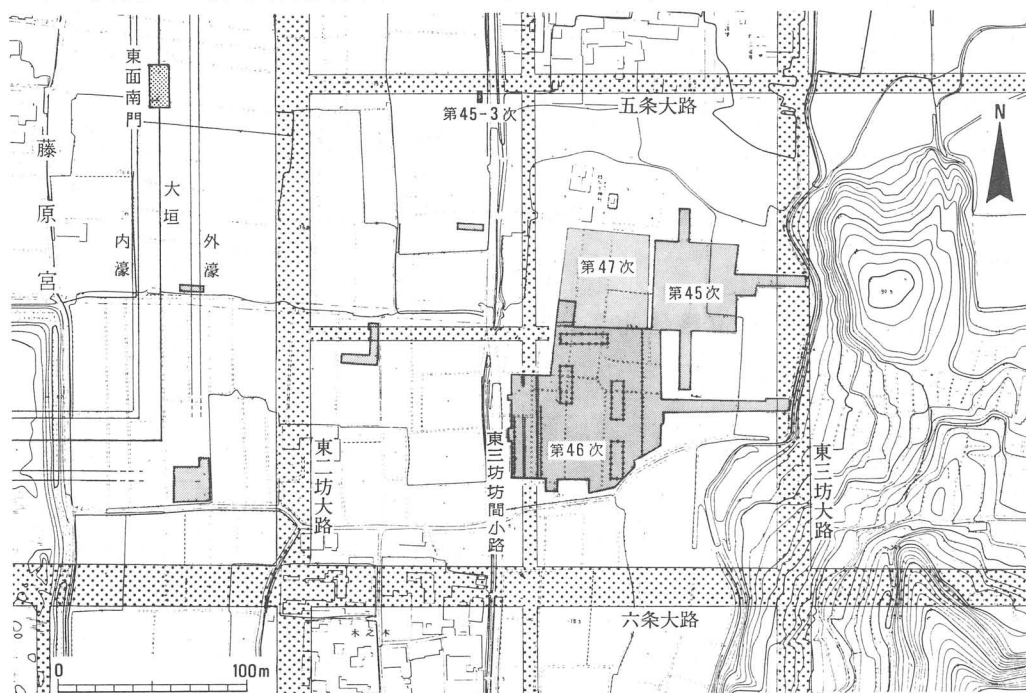 東面南門
藤原宮
内濠
大垣
外濠
第45-3次
五条大路
N
第47次
第45次
第46次
東二坊大路
東三坊坊間小路
東三坊大路
六条大路
木之本
0 100m